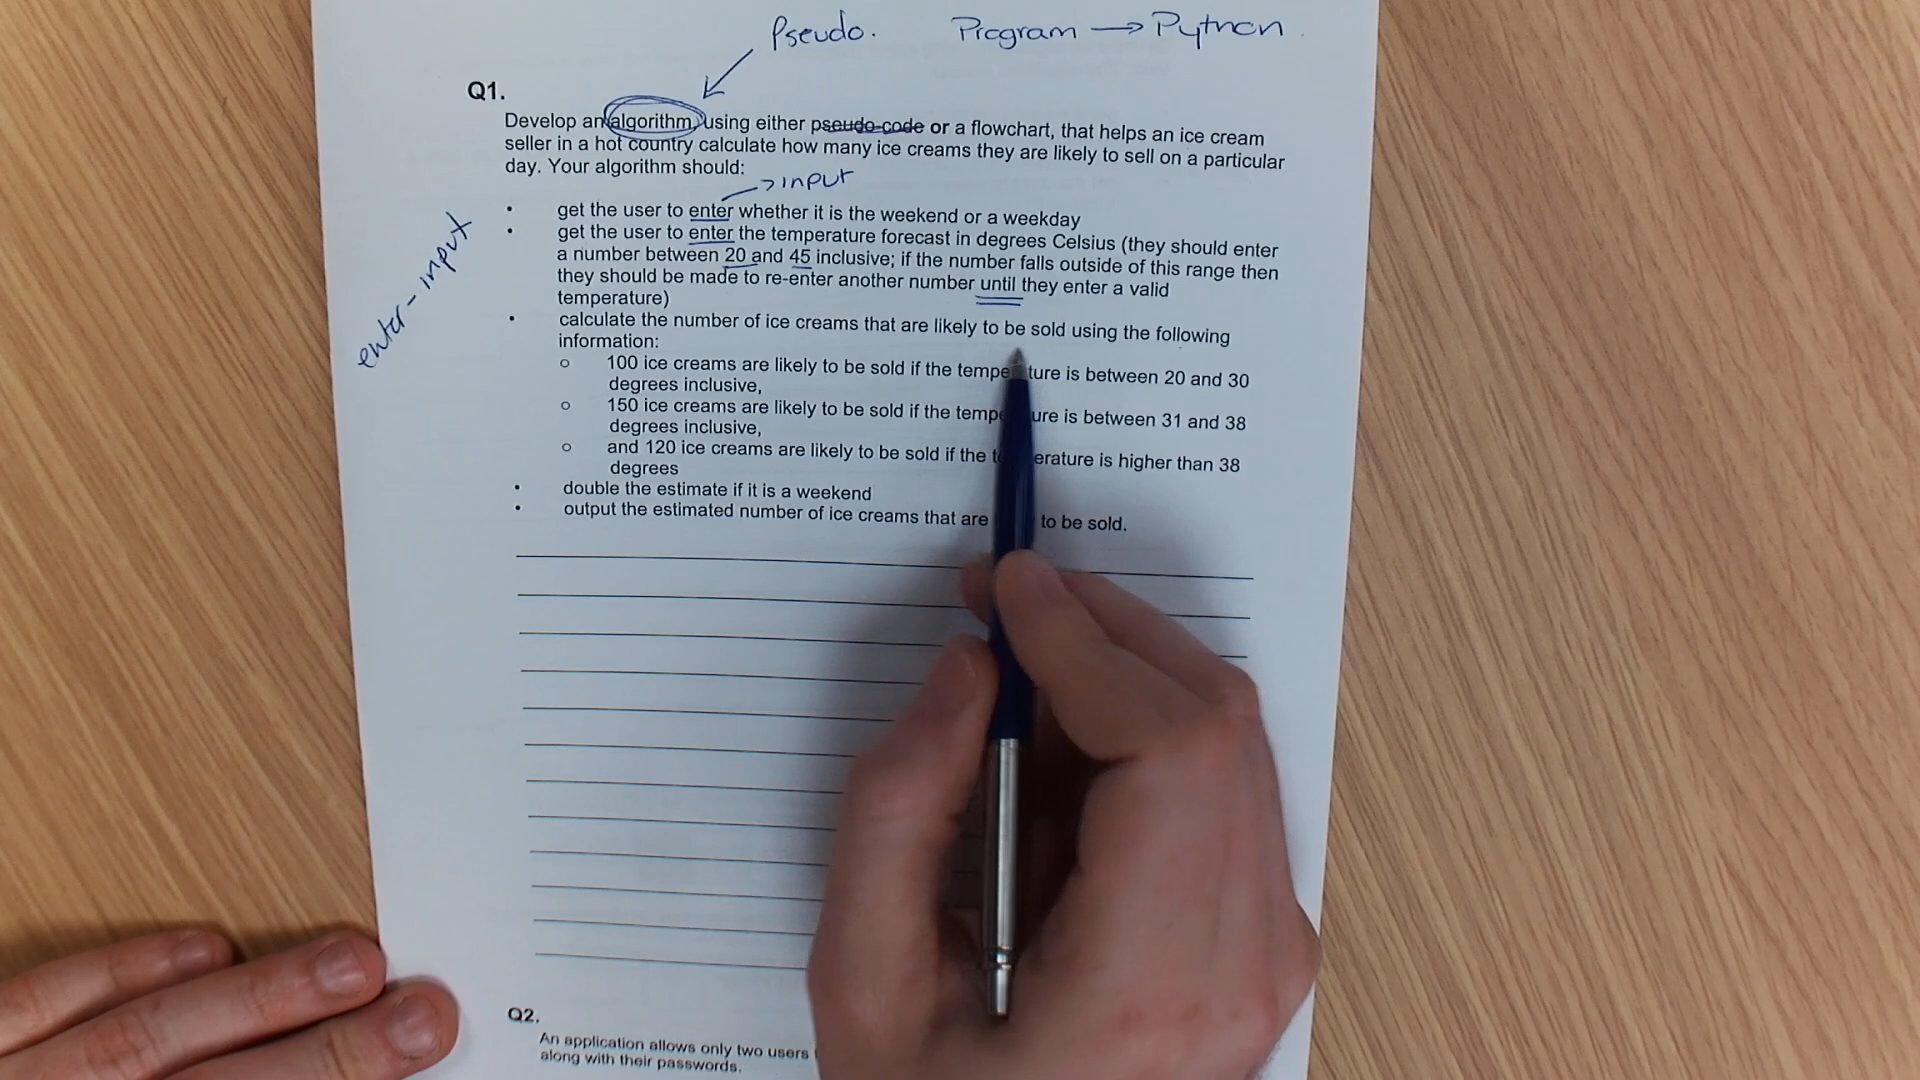 Pseudo. Program → Python
Q1.
Develop an algorithm, using either pseudo-code or a flowchart, that helps an ice cream
seller in a hot country calculate how many ice creams they are likely to sell on a particular
day. Your algorithm should:
→ input
• get the user to enter whether it is the weekend or a weekday
• get the user to enter the temperature forecast in degrees Celsius (they should enter
a number between 20 and 45 inclusive; if the number falls outside of this range then
they should be made to re-enter another number until they enter a valid
temperature)
enter - input
• calculate the number of ice creams that are likely to be sold using the following
information:
o 100 ice creams are likely to be sold if the temperature is between 20 and 30
degrees inclusive,
o 150 ice creams are likely to be sold if the temperature is between 31 and 38
degrees inclusive,
o and 120 ice creams are likely to be sold if the temperature is higher than 38
degrees
• double the estimate if it is a weekend
• output the estimated number of ice creams that are to be sold.
Q2.
An application allows only two users
along with their passwords.